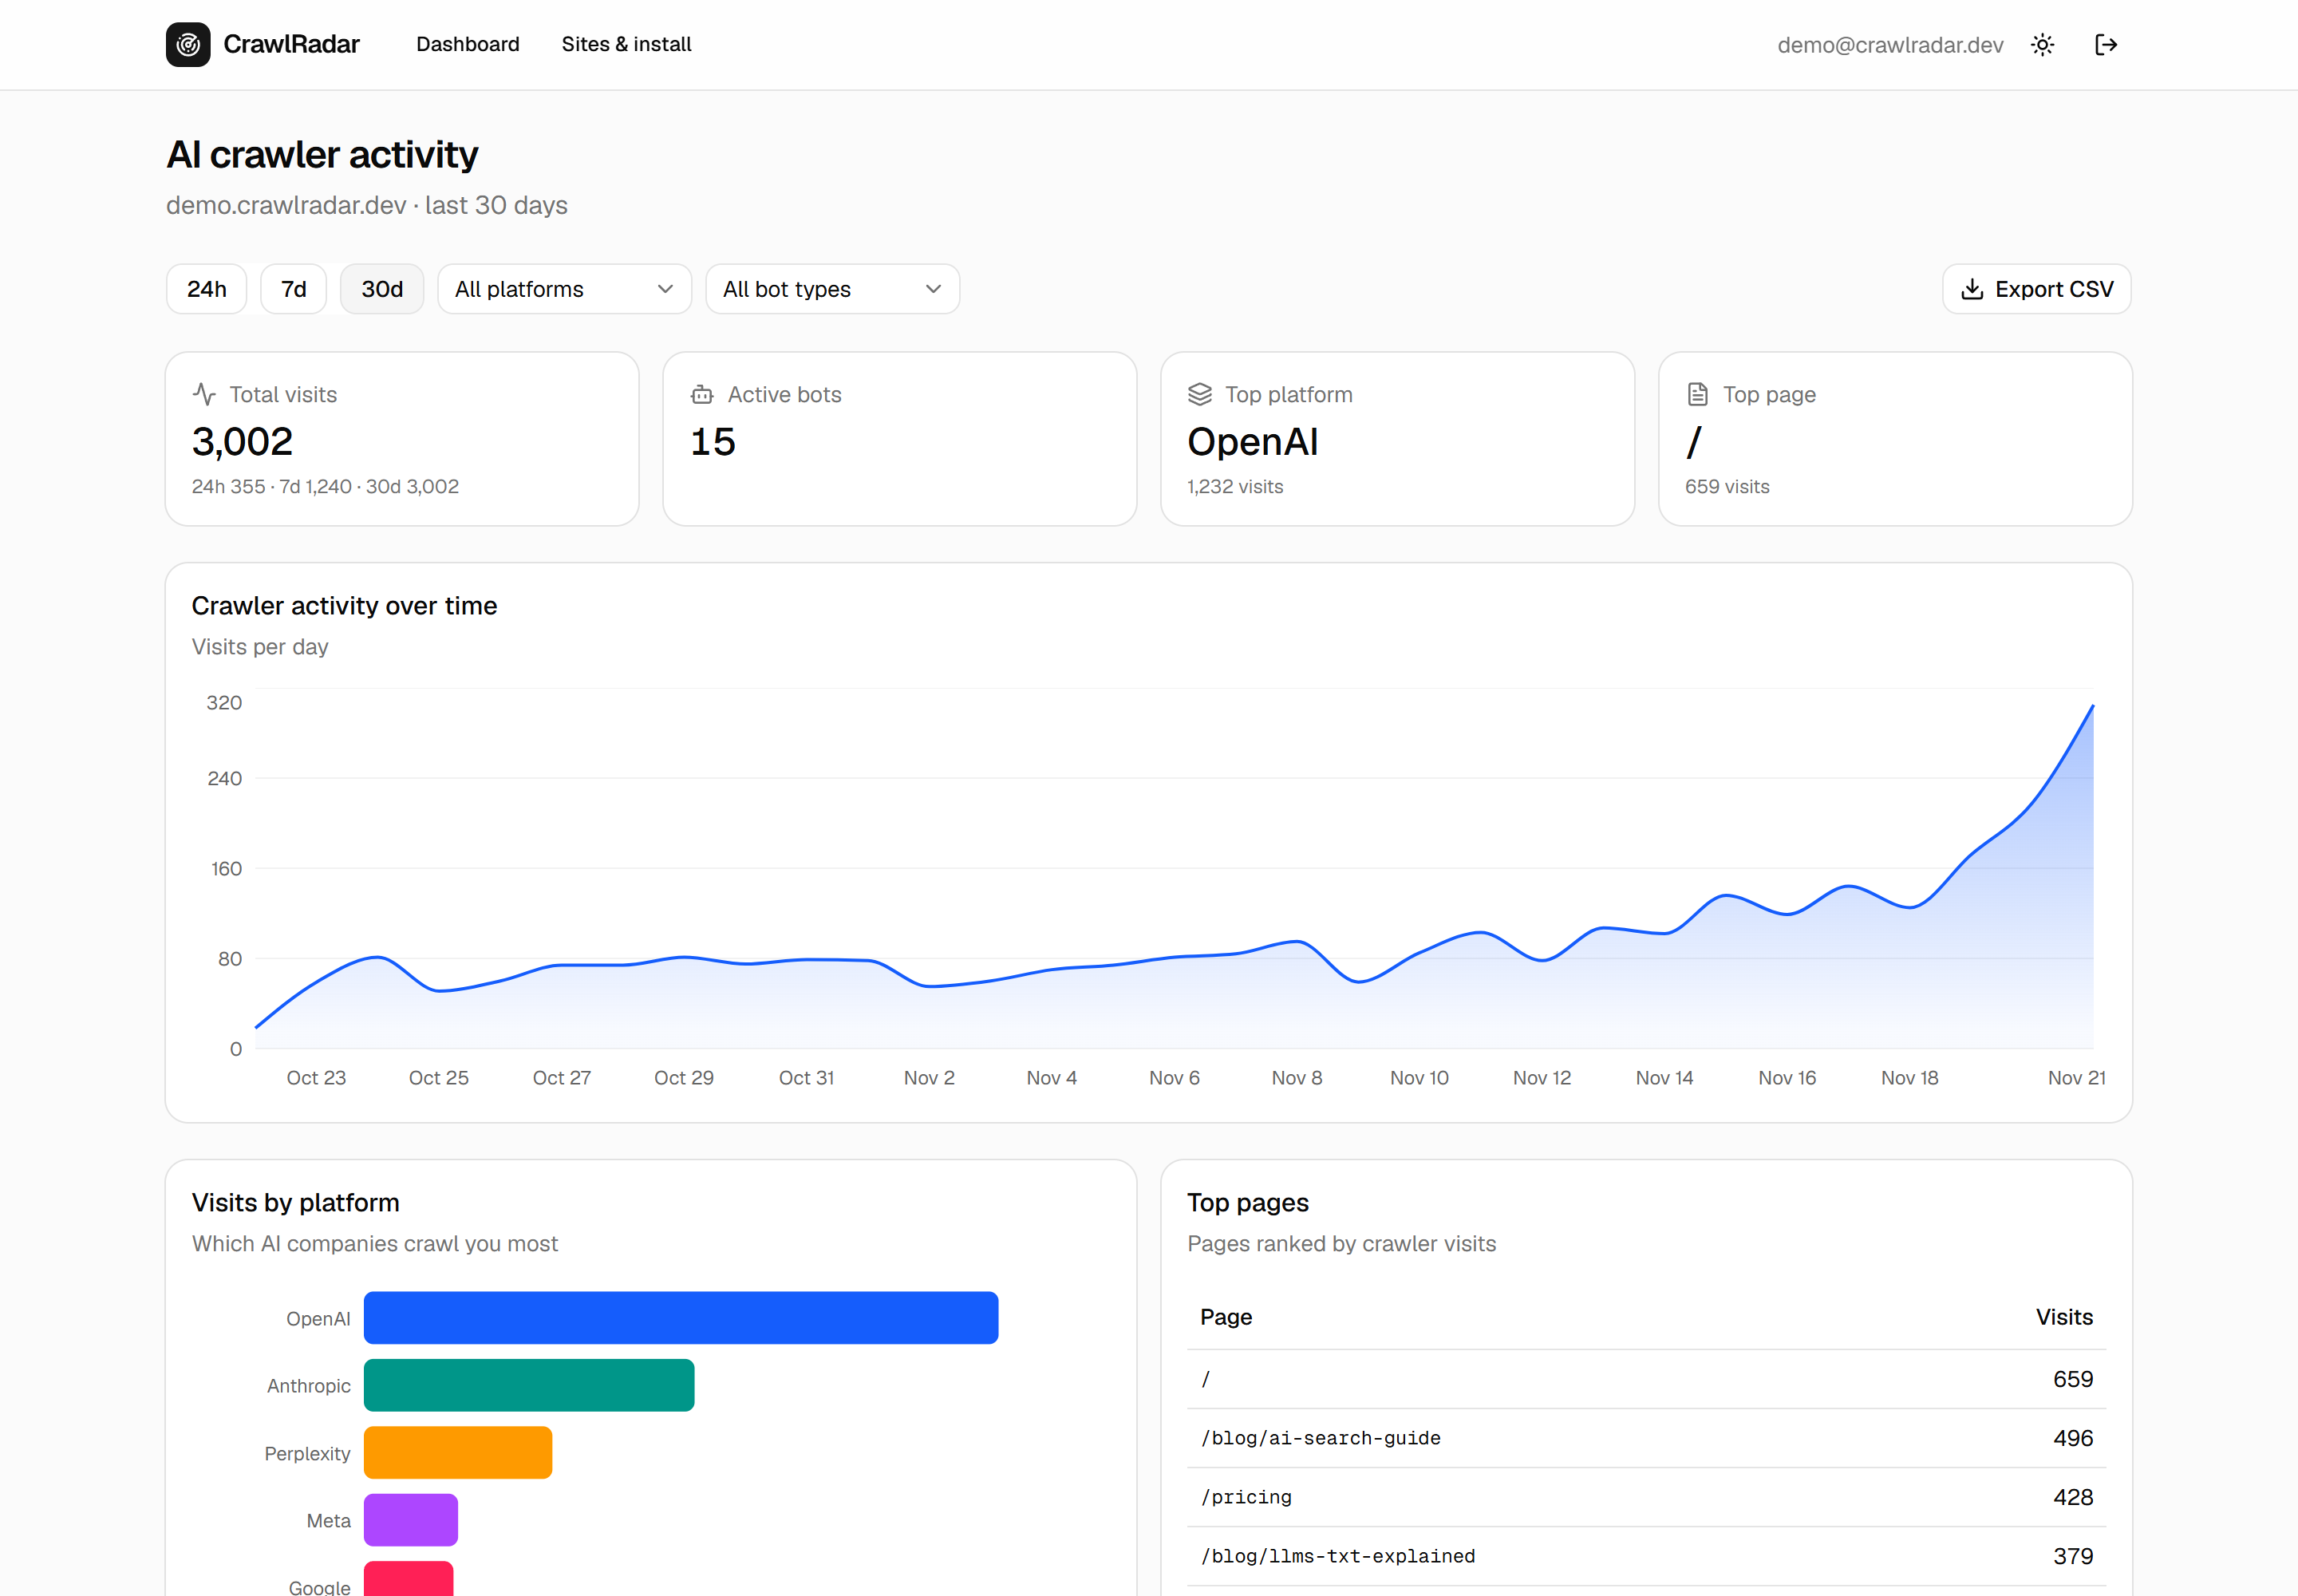 CrawlRadar Dashboard Sites & install demo@crawlradar.dev
AI crawler activity
demo.crawlradar.dev · last 30 days
24h 7d 30d All platforms All bot types Export CSV
Total visits
3,002
24h 355 · 7d 1,240 · 30d 3,002
Active bots
15
Top platform
OpenAI
1,232 visits
Top page
/
659 visits
Crawler activity over time
Visits per day
320
240
160
80
0
Oct 23 Oct 25 Oct 27 Oct 29 Oct 31 Nov 2 Nov 4 Nov 6 Nov 8 Nov 10 Nov 12 Nov 14 Nov 16 Nov 18 Nov 21
Visits by platform
Which AI companies crawl you most
OpenAI
Anthropic
Perplexity
Meta
Google
Top pages
Pages ranked by crawler visits
Page Visits
/ 659
/blog/ai-search-guide 496
/pricing 428
/blog/llms-txt-explained 379